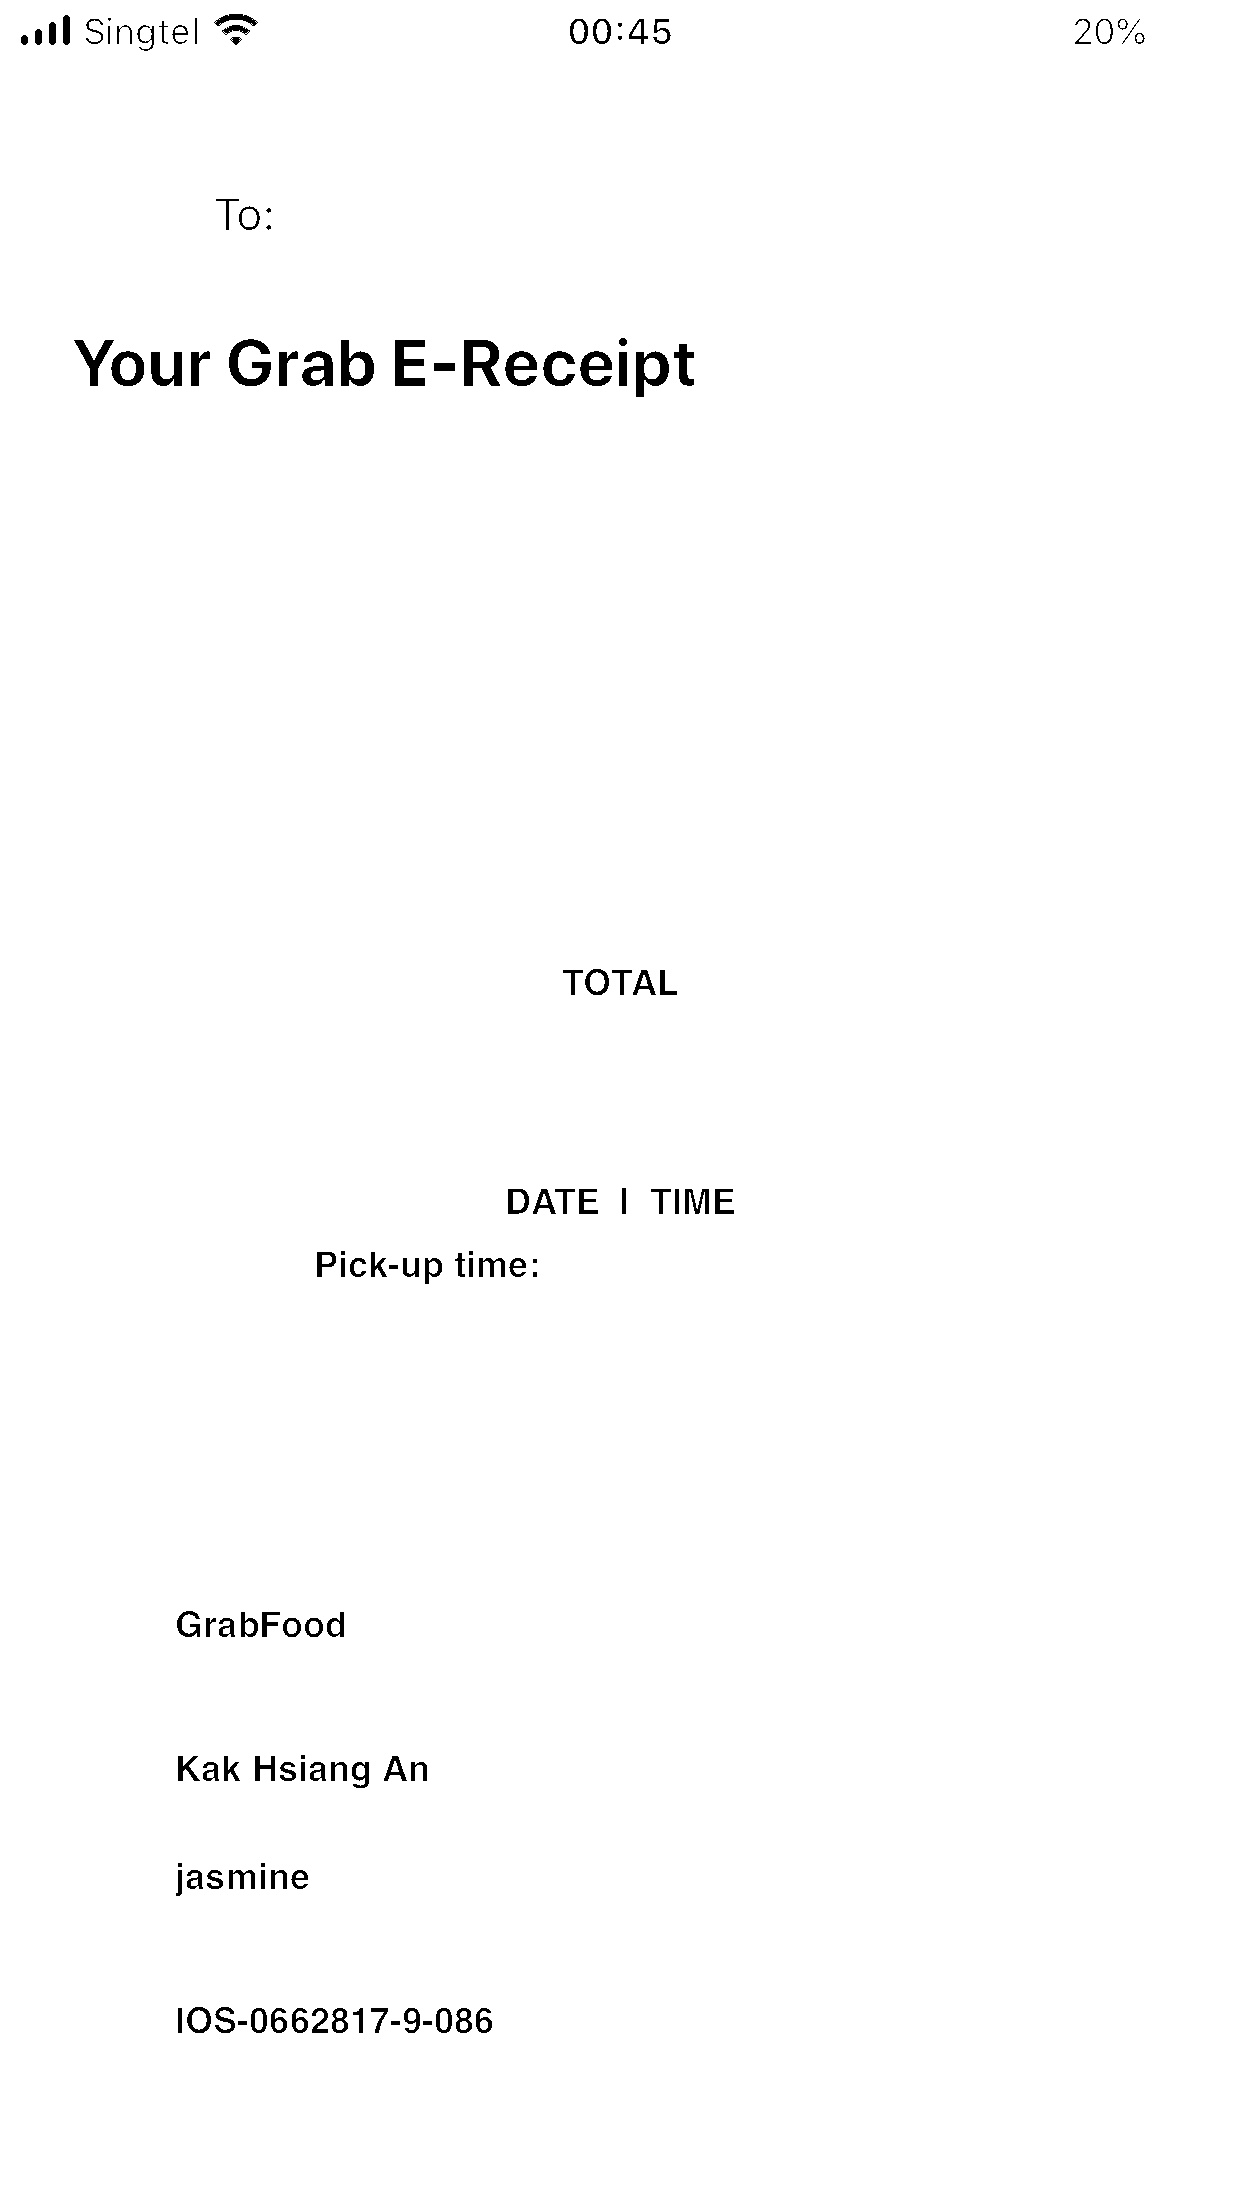 Singtel 00:45 20%
To:
Your Grab E-Receipt
TOTAL
DATE | TIME
Pick-up time:
GrabFood
Kak Hsiang An
jasmine
IOS-0662817-9-086